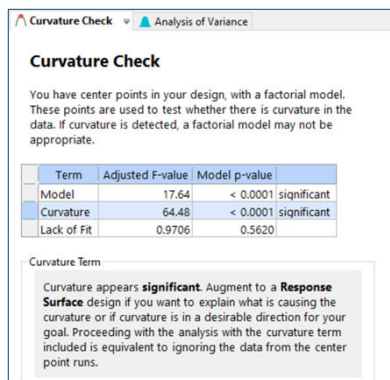 Curvature Check Analysis of Variance
Curvature Check
You have center points in your design, with a factorial model.
These points are used to test whether there is curvature in the
data. If curvature is detected, a factorial model may not be
appropriate.
Term Adjusted F-value Model p-value
Model 17.64 < 0.0001 significant
Curvature 64.48 < 0.0001 significant
Lack of Fit 0.9706 0.5620
Curvature Term
Curvature appears significant. Augment to a Response
Surface design if you want to explain what is causing the
curvature or if curvature is in a desirable direction for your
goal. Proceeding with the analysis with the curvature term
included is equivalent to ignoring the data from the center
point runs.